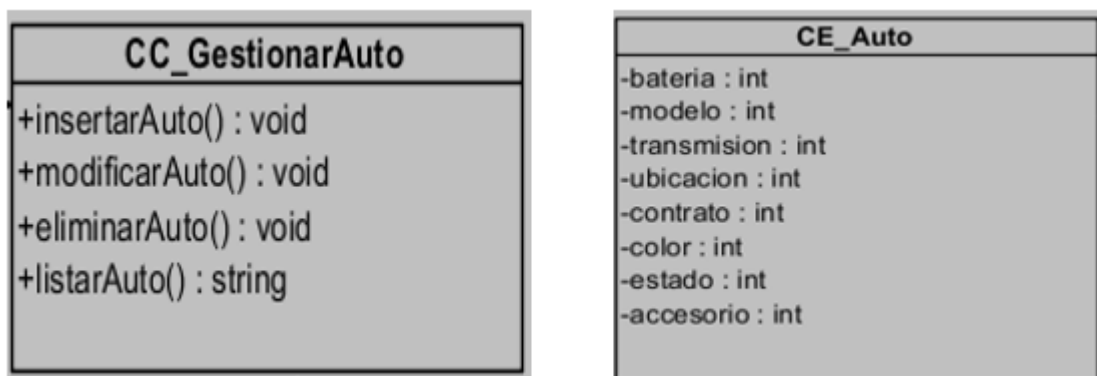 CC_GestionarAuto
+insertarAuto() : void
+modificarAuto() : void
+eliminarAuto() : void
+listarAuto() : string
CE_Auto
-bateria : int
-modelo : int
-transmision : int
-ubicacion : int
-contrato : int
-color : int
-estado : int
-accesorio : int